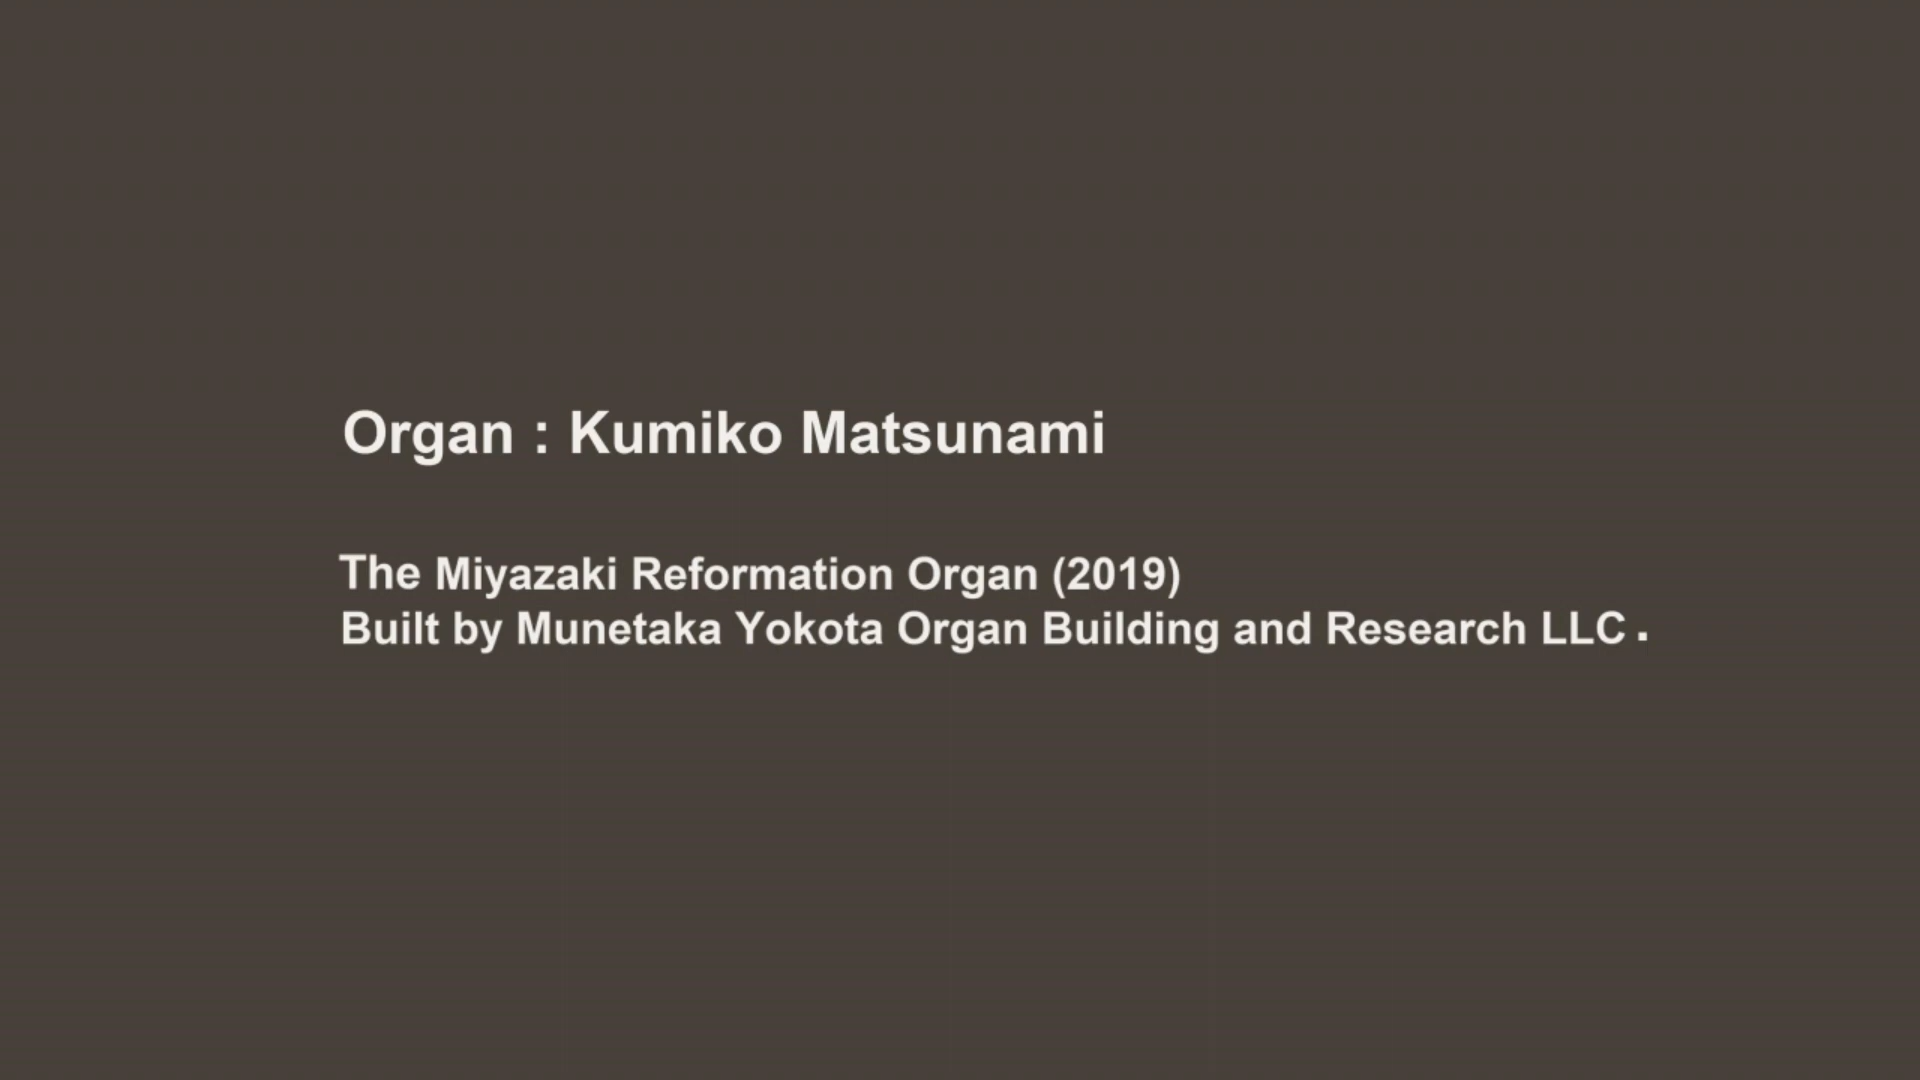 Organ : Kumiko Matsunami
The Miyazaki Reformation Organ (2019)
Built by Munetaka Yokota Organ Building and Research LLC.